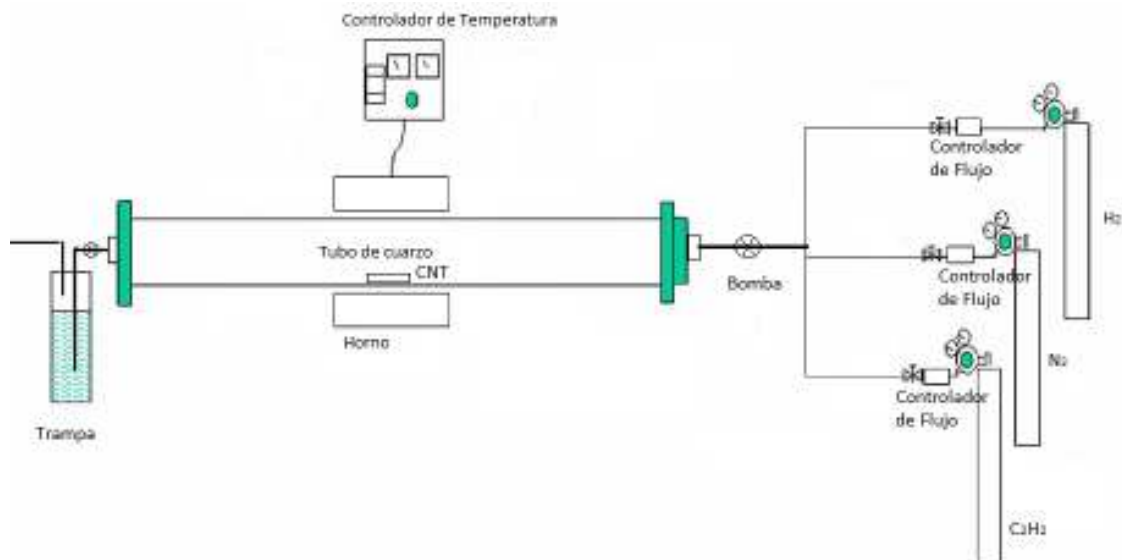 Controlador de Temperatura
Controlador
de Flujo
H₂
Tubo de cuarzo
CNT
Bomba
Controlador
de Flujo
Horno
N₂
Controlador
de Flujo
Trampa
C₂H₂